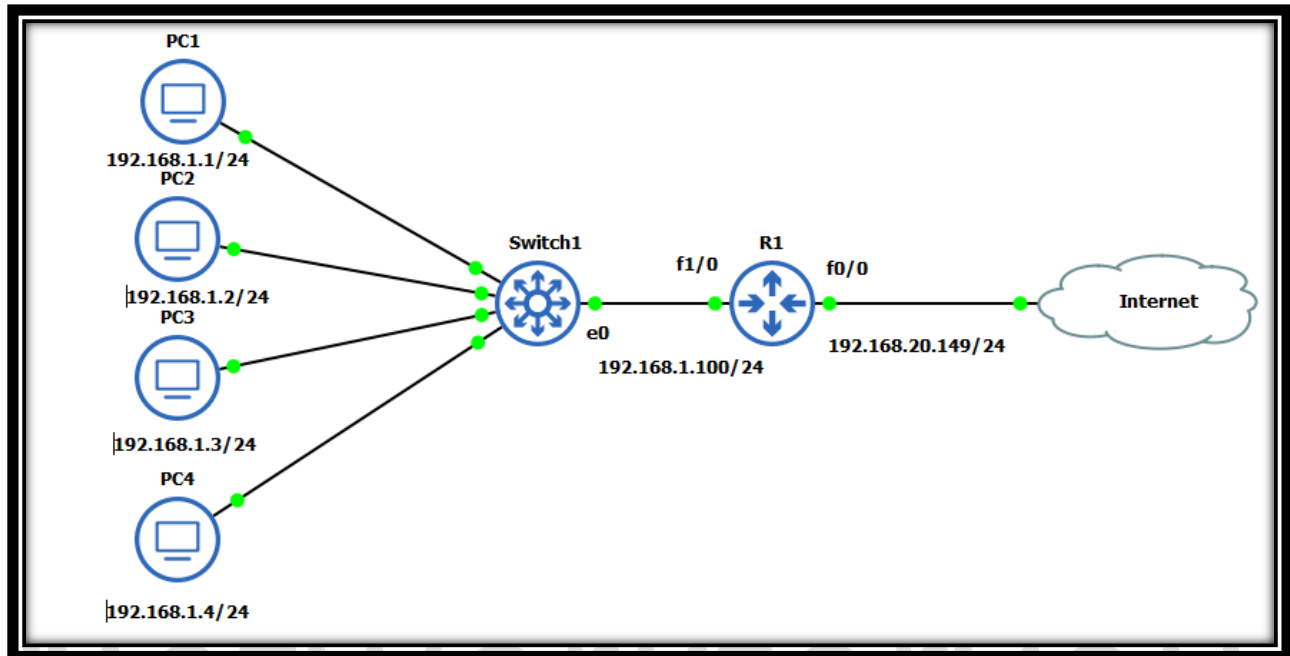 PC1
192.168.1.1/24
PC2
192.168.1.2/24
PC3
192.168.1.3/24
PC4
192.168.1.4/24
Switch1
e0
f1/0
192.168.1.100/24
R1
f0/0
192.168.20.149/24
Internet